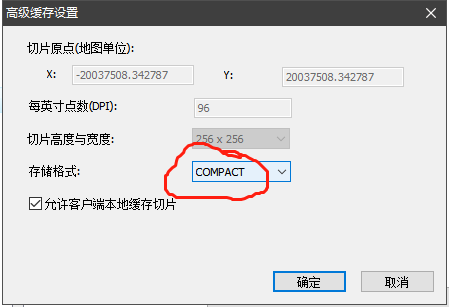 高级缓存设置
切片原点(地图单位):
X: -20037508.342787 Y: 20037508.342787
每英寸点数(DPI): 96
切片高度与宽度: 256 x 256
存储格式: COMPACT
允许客户端本地缓存切片
确定 取消